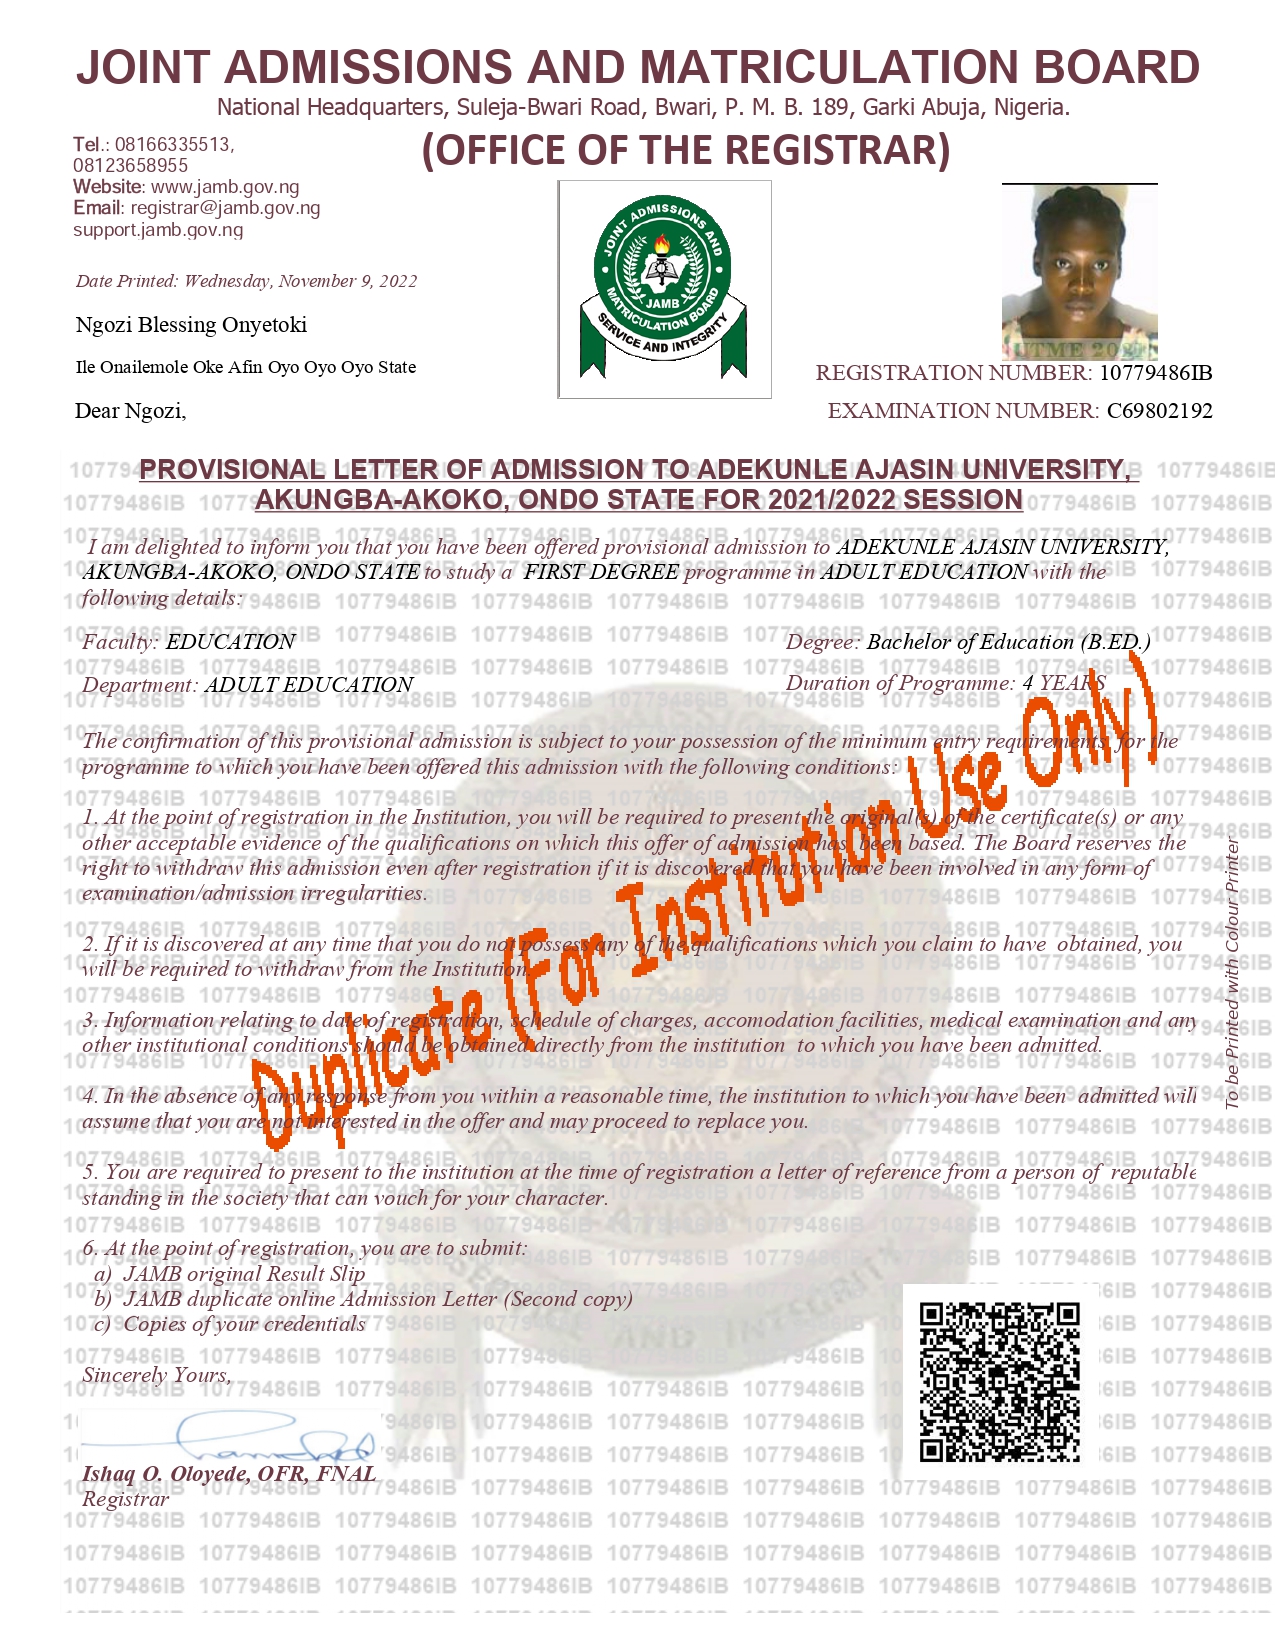 JOINT ADMISSIONS AND MATRICULATION BOARD
National Headquarters, Suleja-Bwari Road, Bwari, P. M. B. 189, Garki Abuja, Nigeria.
(OFFICE OF THE REGISTRAR)
Tel.: 08166335513,
08123658955
Website: www.jamb.gov.ng
Email: registrar@jamb.gov.ng
support.jamb.gov.ng
JOINT ADMISSIONS AND
MATRICULATION BOARD
JAMB
SERVICE AND INTEGRITY
Date Printed: Wednesday, November 9, 2022
Ngozi Blessing Onyetoki
Ile Onailemole Oke Afin Oyo Oyo Oyo State
Dear Ngozi,
UTME
REGISTRATION NUMBER: 10779486IB
EXAMINATION NUMBER: C69802192
PROVISIONAL LETTER OF ADMISSION TO ADEKUNLE AJASIN UNIVERSITY,
AKUNGBA-AKOKO, ONDO STATE FOR 2021/2022 SESSION
I am delighted to inform you that you have been offered provisional admission to ADEKUNLE AJASIN UNIVERSITY,
AKUNGBA-AKOKO, ONDO STATE to study a FIRST DEGREE programme in ADULT EDUCATION with the
following details:
Faculty: EDUCATION
Degree: Bachelor of Education (B.ED.)
Department: ADULT EDUCATION
Duration of Programme: 4 YEARS
The confirmation of this provisional admission is subject to your possession of the minimum entry requirements for the
programme to which you have been offered this admission with the following conditions:
1. At the point of registration in the Institution, you will be required to present the original(s) of the certificate(s) or any
other acceptable evidence of the qualifications on which this offer of admission has been based. The Board reserves the
right to withdraw this admission even after registration if it is discovered that you have been involved in any form of
examination/admission irregularities.
2. If it is discovered at any time that you do not possess any of the qualifications which you claim to have obtained, you
will be required to withdraw from the Institution.
3. Information relating to date of registration, schedule of charges, accomodation facilities, medical examination and any
other institutional conditions should be obtained directly from the institution to which you have been admitted.
4. In the absence of any response from you within a reasonable time, the institution to which you have been admitted will
assume that you are not interested in the offer and may proceed to replace you.
5. You are required to present to the institution at the time of registration a letter of reference from a person of reputable
standing in the society that can vouch for your character.
6. At the point of registration, you are to submit:
a) JAMB original Result Slip
b) JAMB duplicate online Admission Letter (Second copy)
c) Copies of your credentials
Sincerely Yours,
Ishaq O. Oloyede, OFR, FNAL
Registrar
Duplicate (For Institution Use Only)
To be Printed with Colour Printer
10779486IB